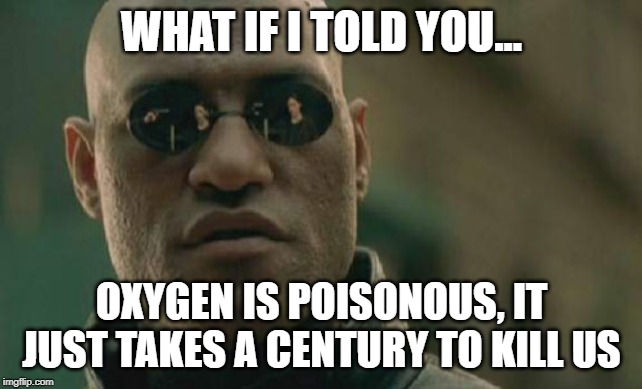 WHAT IF I TOLD YOU...
OXYGEN IS POISONOUS, IT
JUST TAKES A CENTURY TO KILL US
imgflip.com